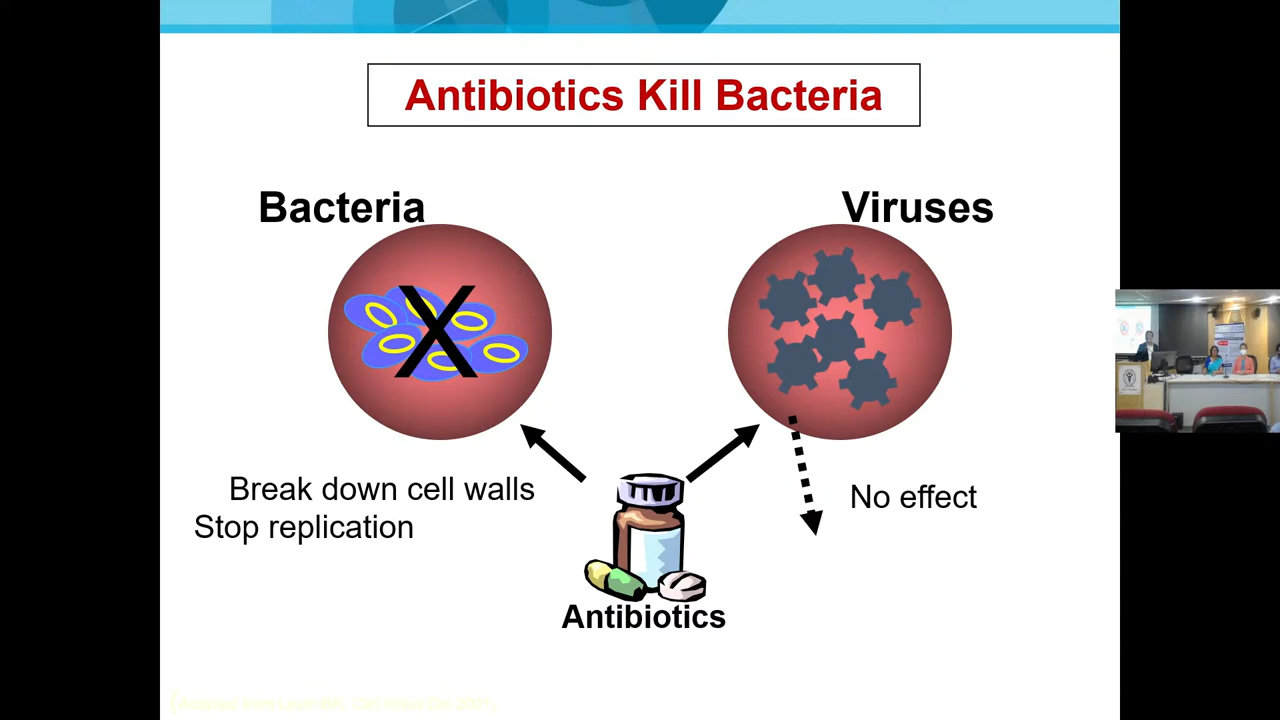 Antibiotics Kill Bacteria
Bacteria
Viruses
Break down cell walls
Stop replication
No effect
Antibiotics